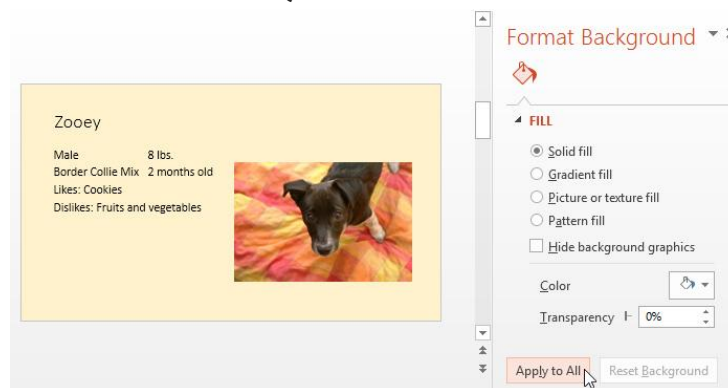 Format Background
FILL
Solid fill
Gradient fill
Picture or texture fill
Pattern fill
Hide background graphics
Color
Transparency 0%
Apply to All Reset Background
Zooey
Male 8 lbs.
Border Collie Mix 2 months old
Likes: Cookies
Dislikes: Fruits and vegetables